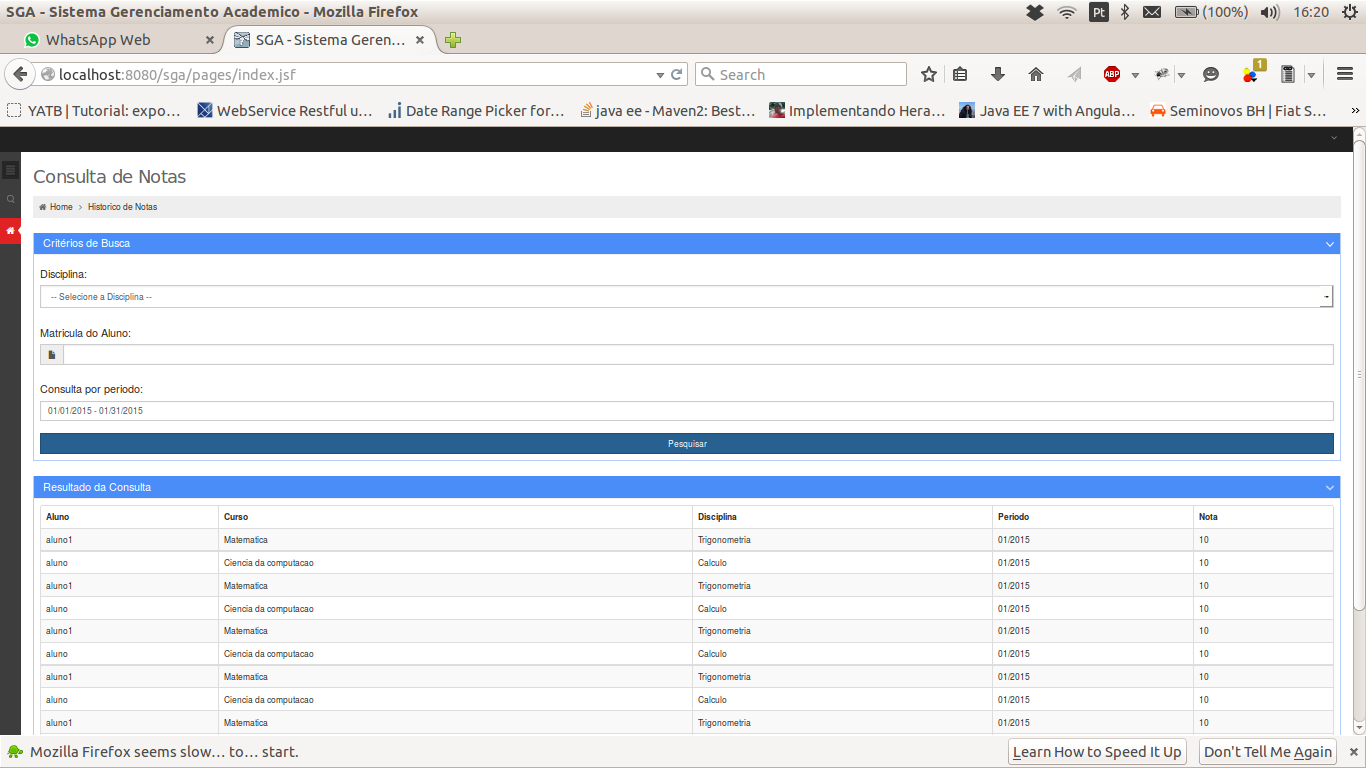 SGA - Sistema Gerenciamento Academico - Mozilla Firefox
Pt (100%) 16:20
WhatsApp Web
SGA - Sistema Geren...
localhost:8080/sga/pages/index.jsf
Search
ABP
1
YATB | Tutorial: expo...
WebService Restful u...
Date Range Picker for...
java ee - Maven2: Best...
Implementando Hera...
Java EE 7 with Angula...
Seminovos BH | Fiat S...
Consulta de Notas
Home > Historico de Notas
Critérios de Busca
Disciplina:
-- Selecione a Disciplina --
Matricula do Aluno:
Consulta por periodo:
01/01/2015 - 01/31/2015
Pesquisar
Resultado da Consulta
Aluno Curso Disciplina Periodo Nota
aluno1 Matematica Trigonometria 01/2015 10
aluno Ciencia da computacao Calculo 01/2015 10
aluno1 Matematica Trigonometria 01/2015 10
aluno Ciencia da computacao Calculo 01/2015 10
aluno1 Matematica Trigonometria 01/2015 10
aluno Ciencia da computacao Calculo 01/2015 10
aluno1 Matematica Trigonometria 01/2015 10
aluno Ciencia da computacao Calculo 01/2015 10
aluno1 Matematica Trigonometria 01/2015 10
Mozilla Firefox seems slow... to... start.
Learn How to Speed It Up
Don't Tell Me Again